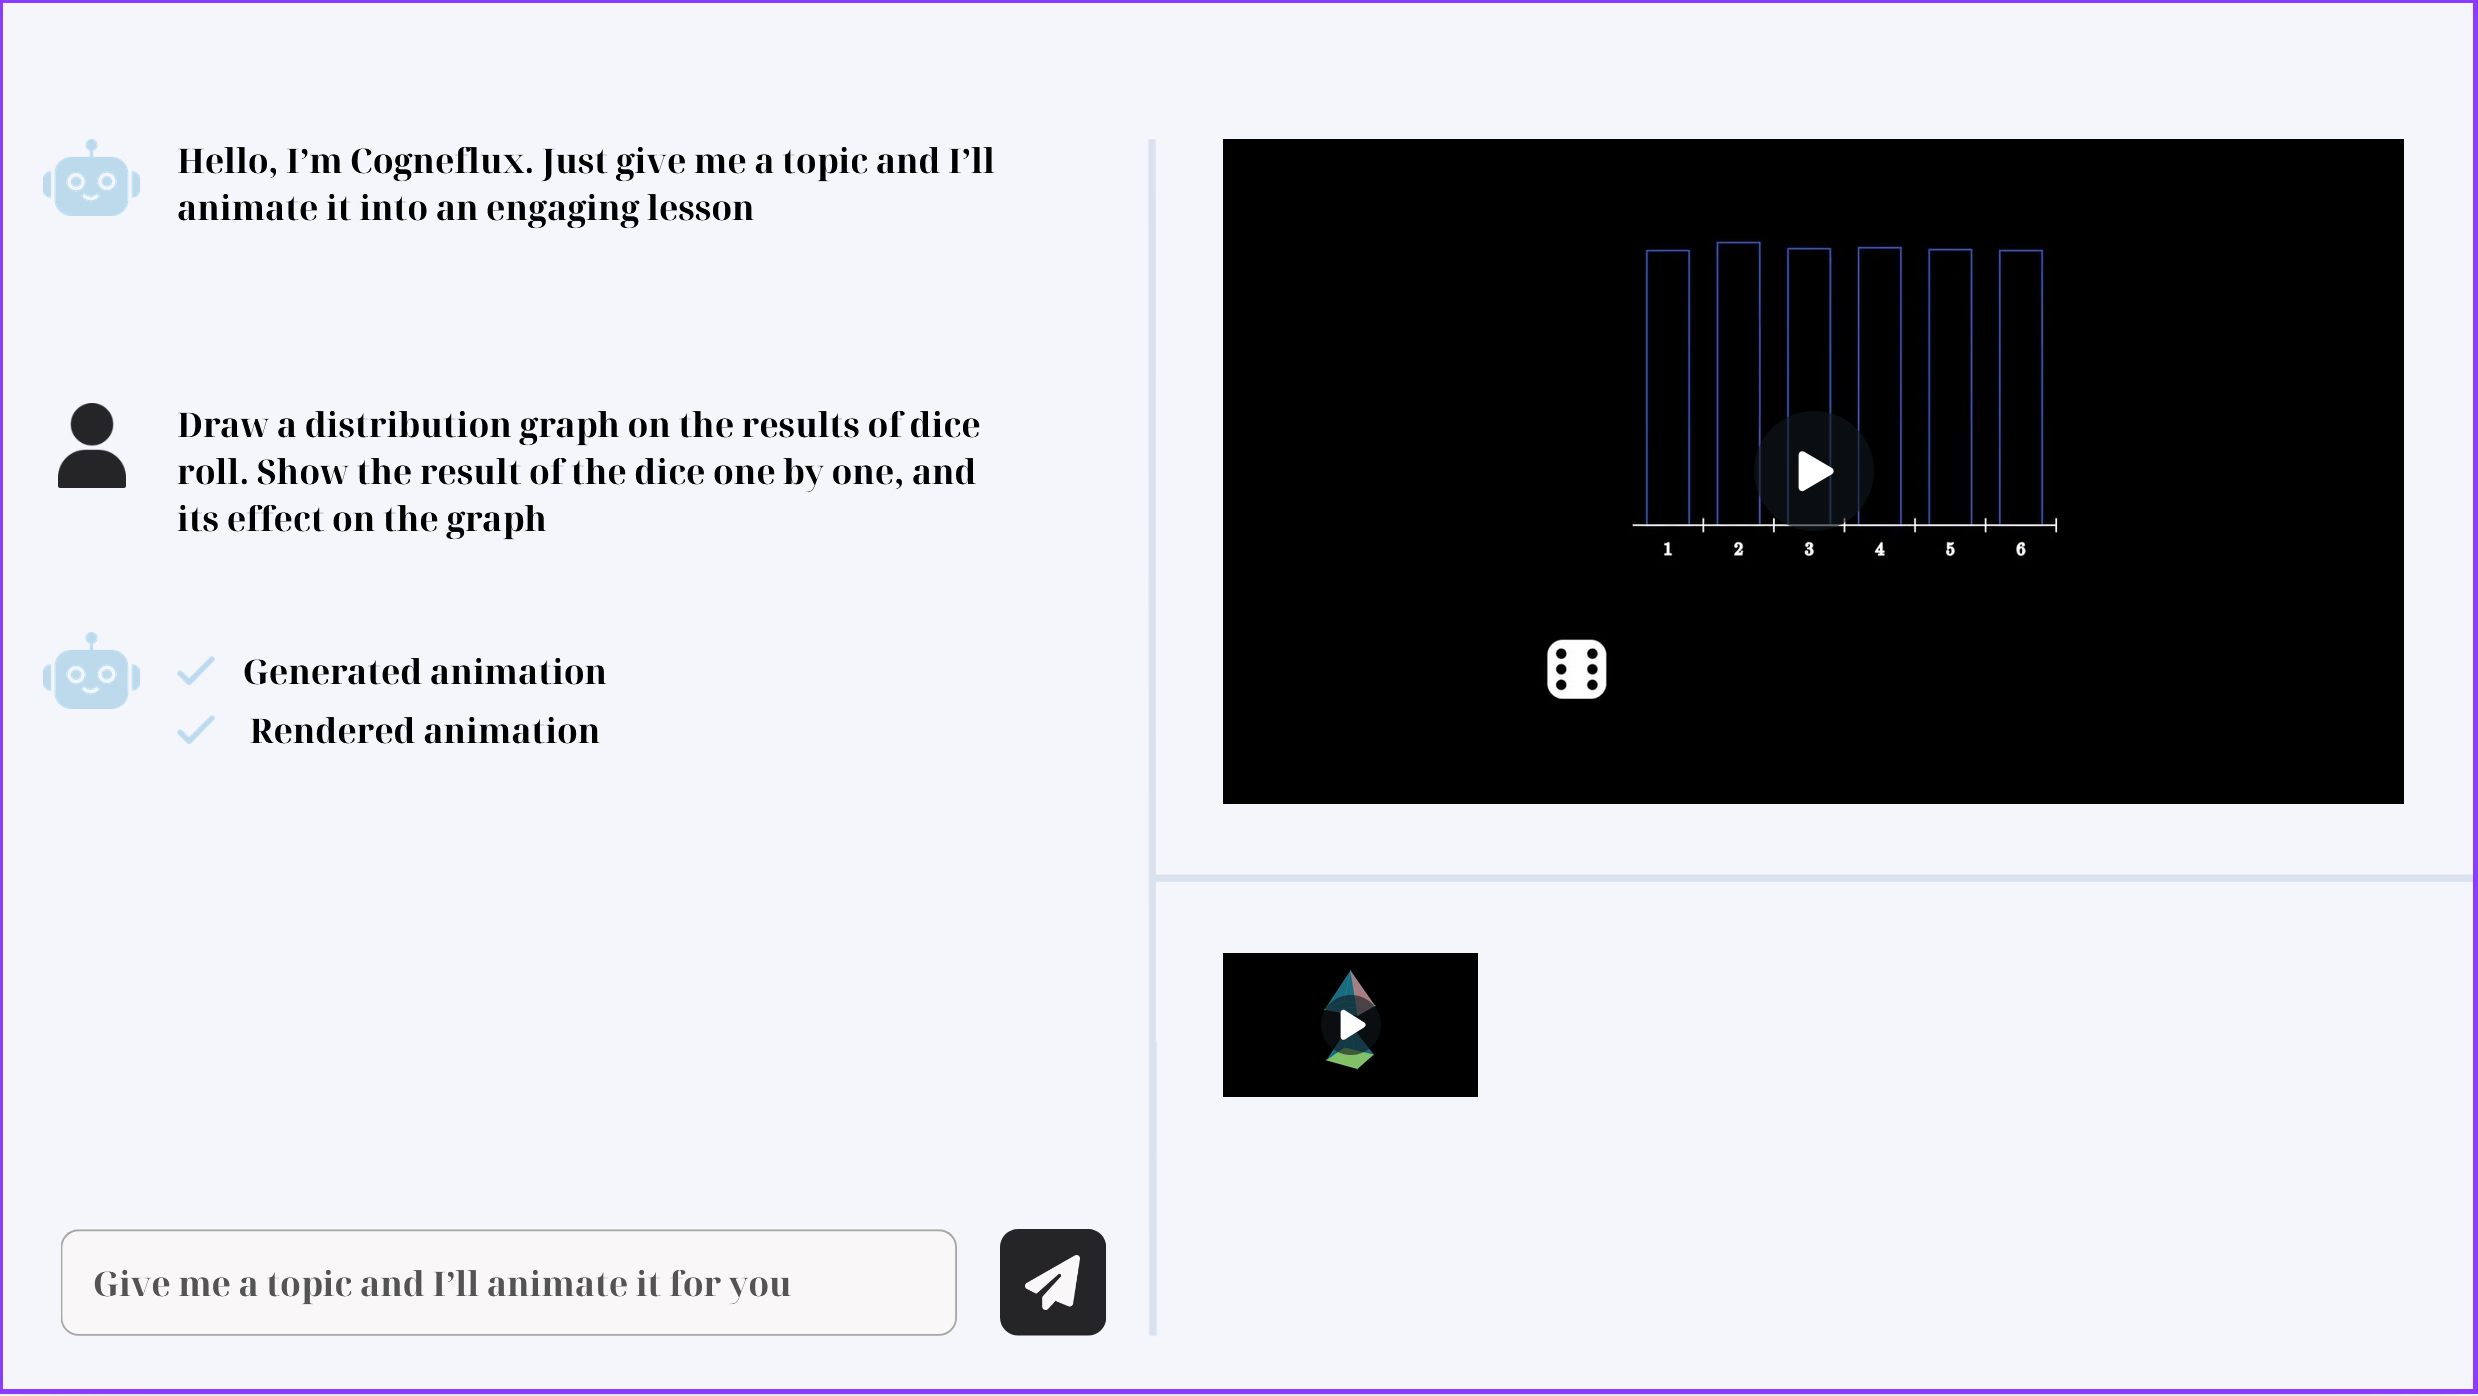 Hello, I’m Cogneflux. Just give me a topic and I’ll
animate it into an engaging lesson
Draw a distribution graph on the results of dice
roll. Show the result of the dice one by one, and
its effect on the graph
Generated animation
Rendered animation
Give me a topic and I’ll animate it for you
1 2 3 4 5 6